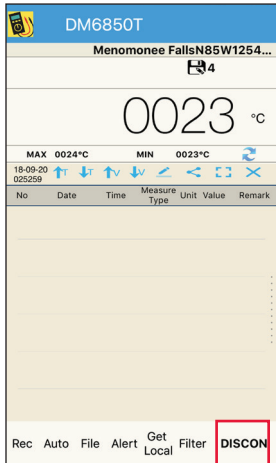 DM6850T
Menomonee FallsN85W1254...
4
0023 °C
MAX 0024°C MIN 0023°C
18-09-20
025259
T T V V
No Date Time Measure Type Unit Value Remark
Rec Auto File Alert Get Local Filter DISCON